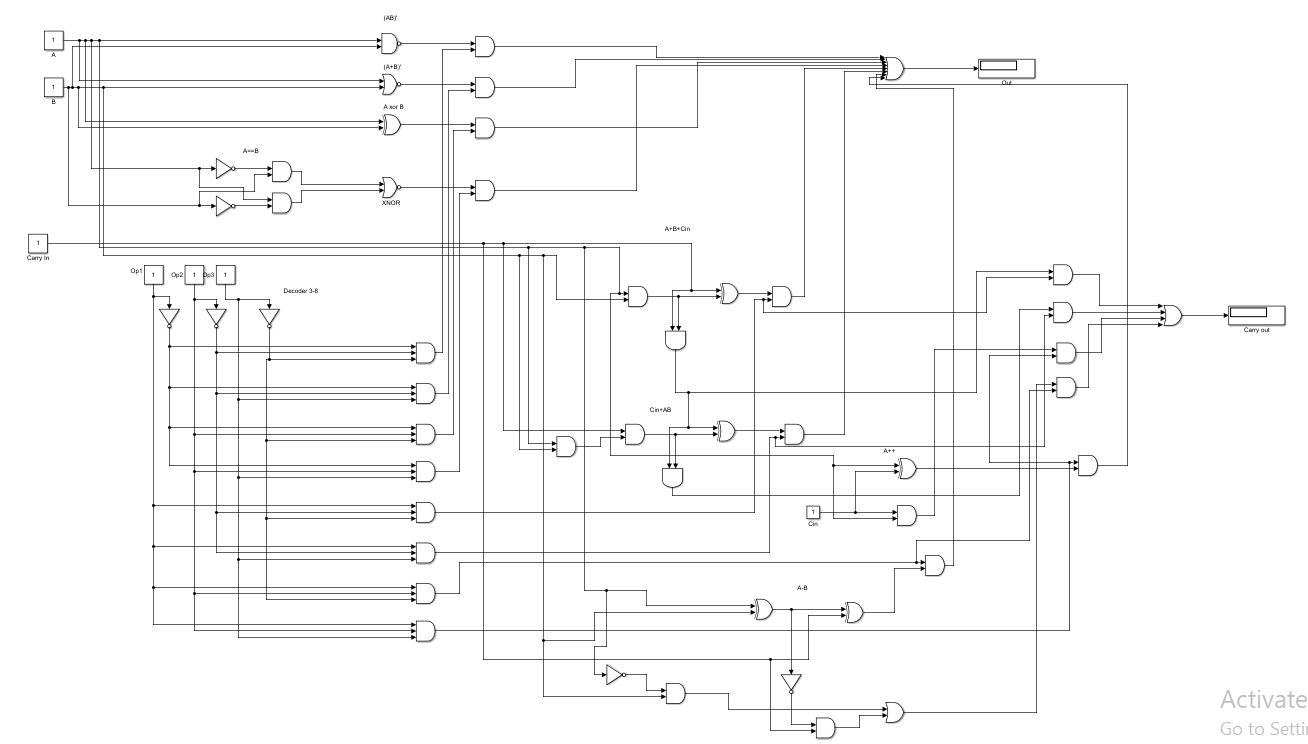 (AB)'
1
A
(A+B)'
1
B
A xor B
A==B
XNOR
Out
A+B+Cin
1
Carry In
Op1
1
Op2
1
Op3
1
Decoder 3-8
Carry out
Cin+AB
A++
1
Cin
A-B
Activate
Go to Setti